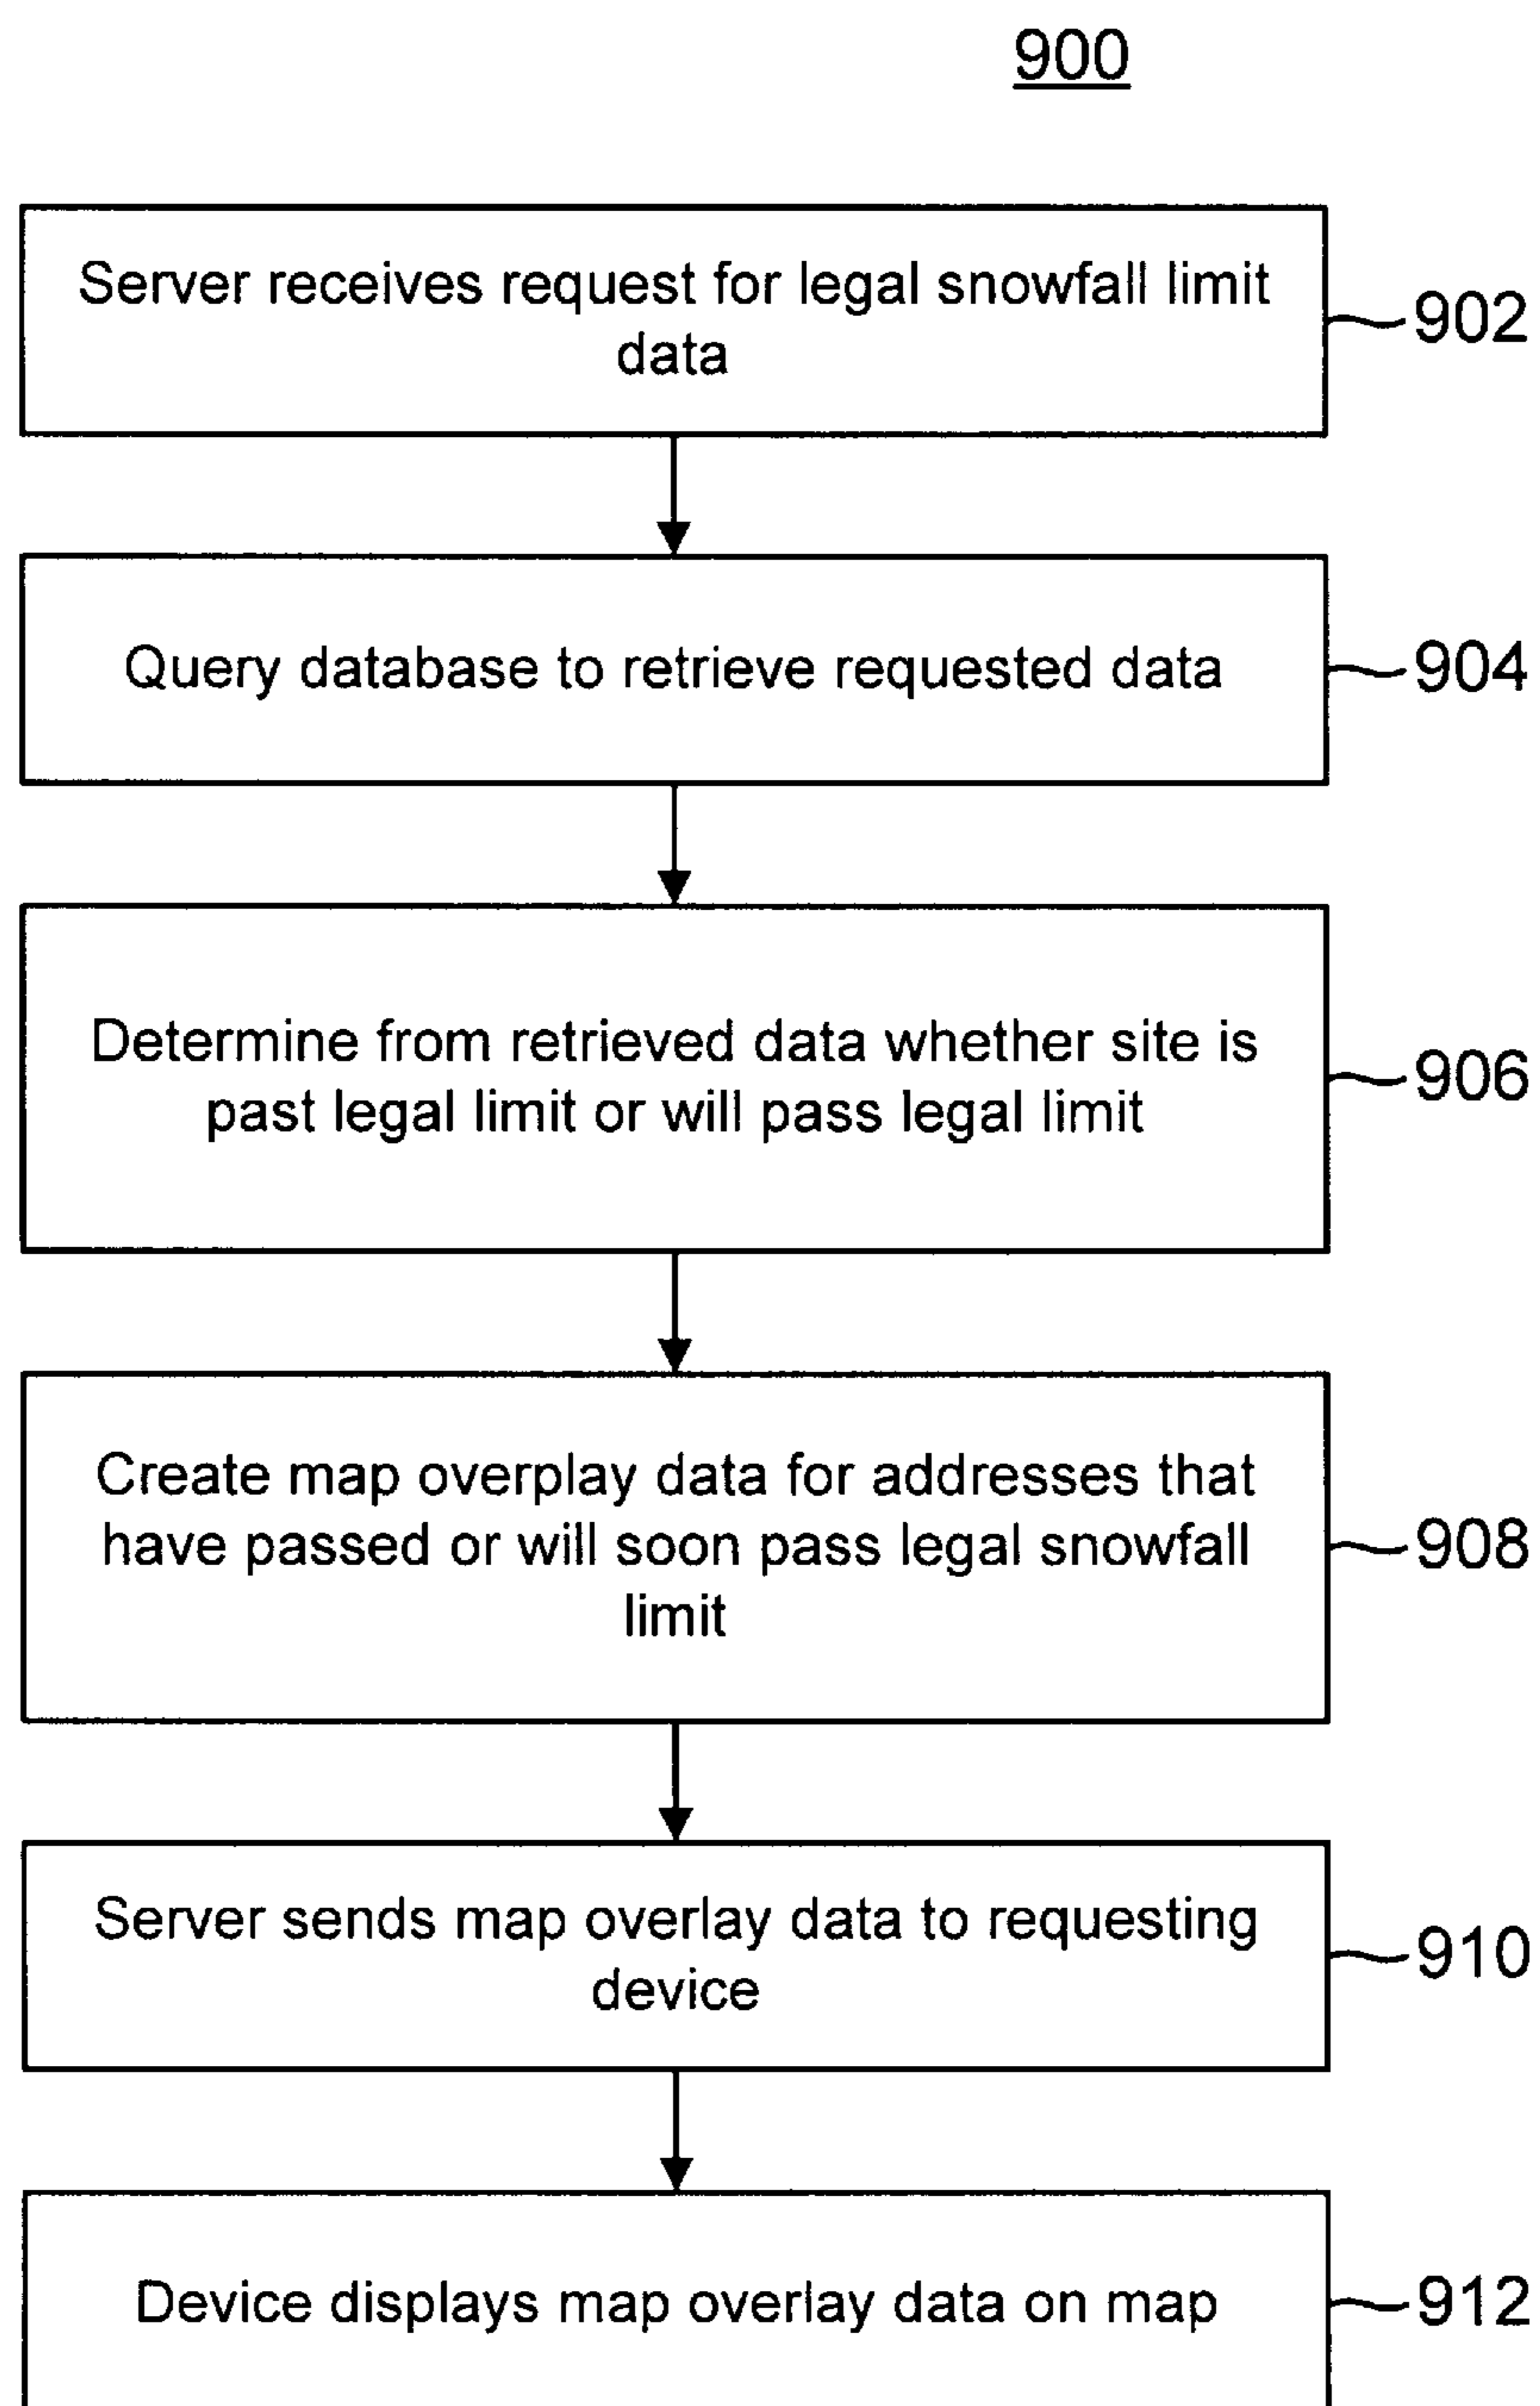 900
Server receives request for legal snowfall limit
data
902
Query database to retrieve requested data
904
Determine from retrieved data whether site is
past legal limit or will pass legal limit
906
Create map overplay data for addresses that
have passed or will soon pass legal snowfall
limit
908
Server sends map overlay data to requesting
device
910
Device displays map overlay data on map
912